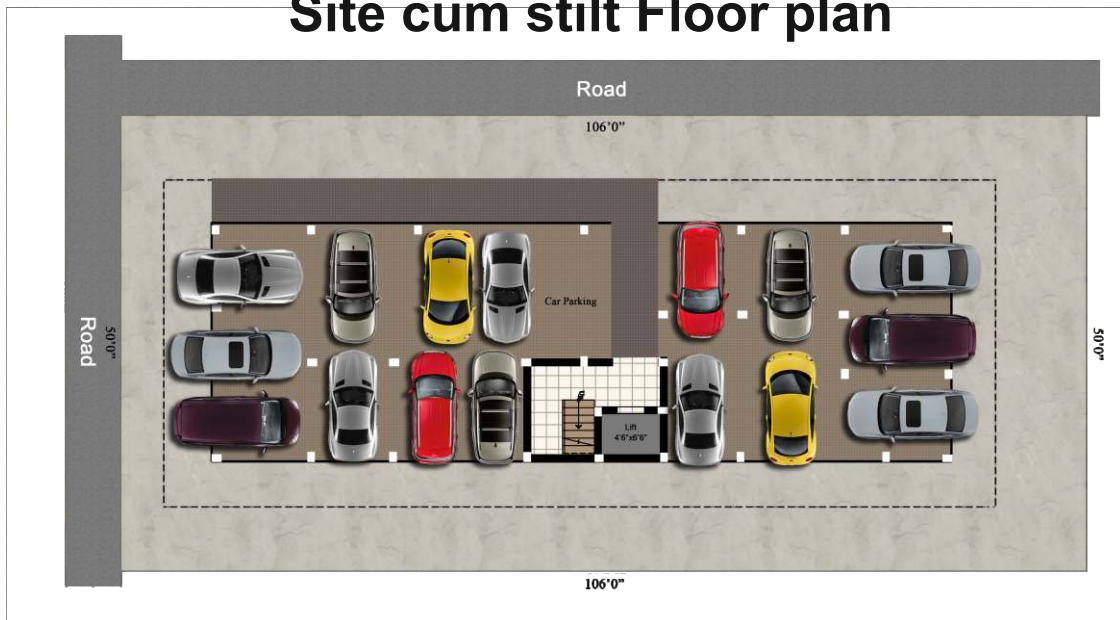 Site cum stilt Floor plan
Road
106'0"
Road
50'0"
Car Parking
50'0"
Lift
4'6"x6'6"
106'0"